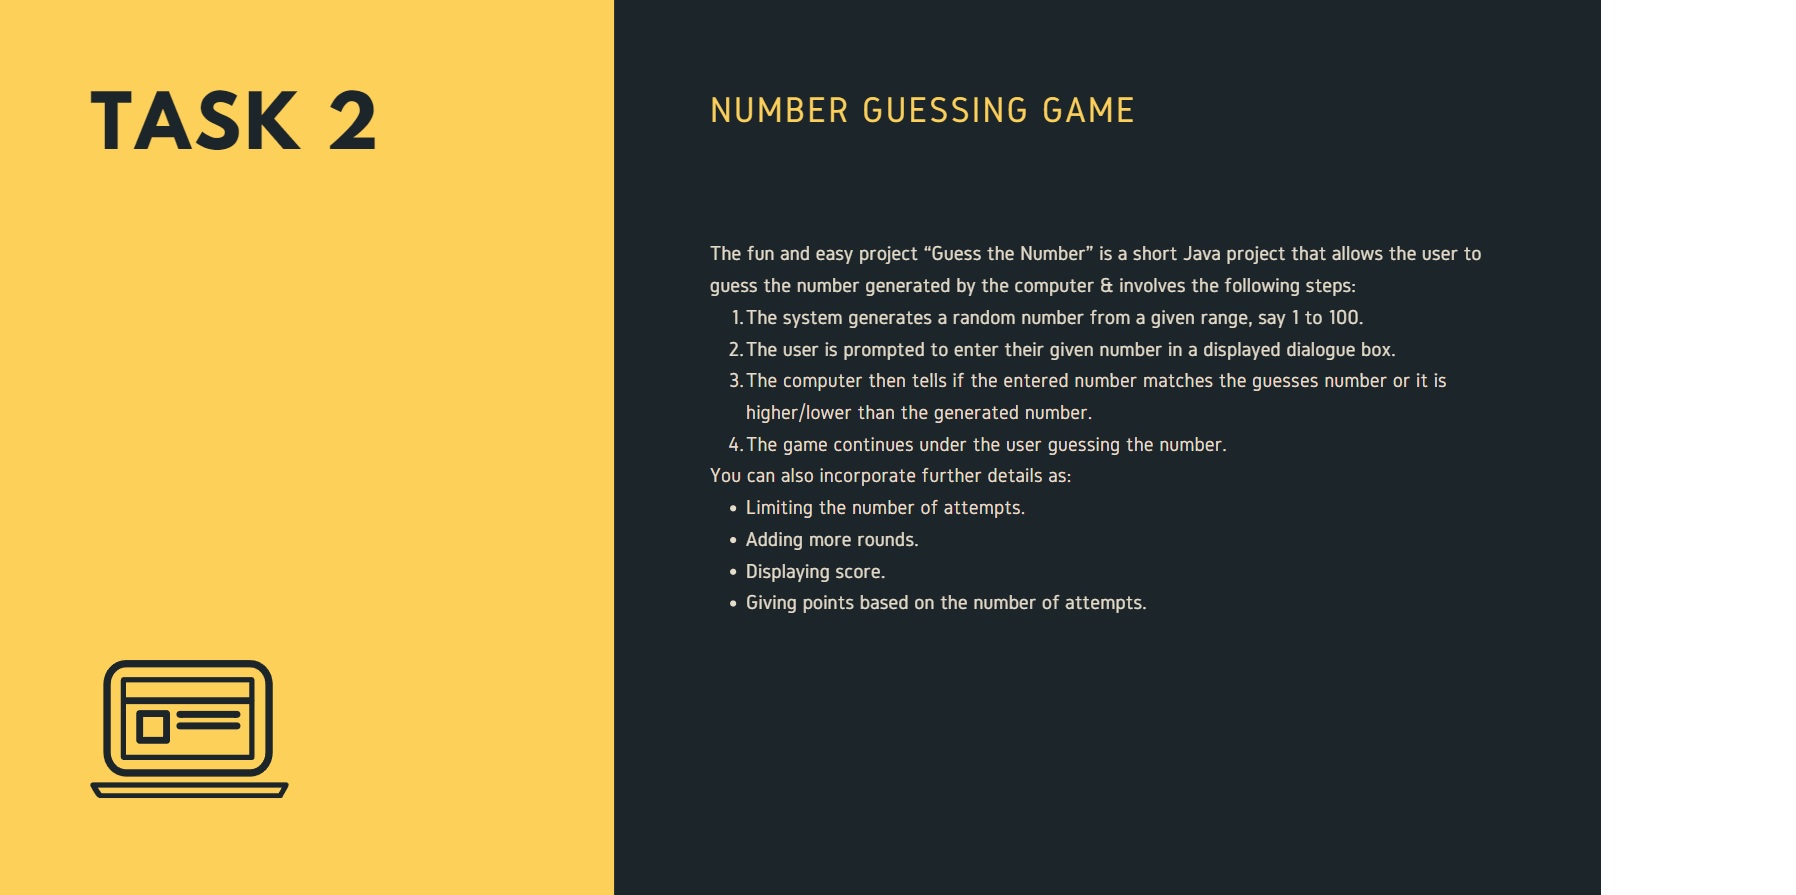 TASK 2
NUMBER GUESSING GAME
The fun and easy project “Guess the Number” is a short Java project that allows the user to
guess the number generated by the computer & involves the following steps:
1. The system generates a random number from a given range, say 1 to 100.
2. The user is prompted to enter their given number in a displayed dialogue box.
3. The computer then tells if the entered number matches the guesses number or it is
higher/lower than the generated number.
4. The game continues under the user guessing the number.
You can also incorporate further details as:
• Limiting the number of attempts.
• Adding more rounds.
• Displaying score.
• Giving points based on the number of attempts.